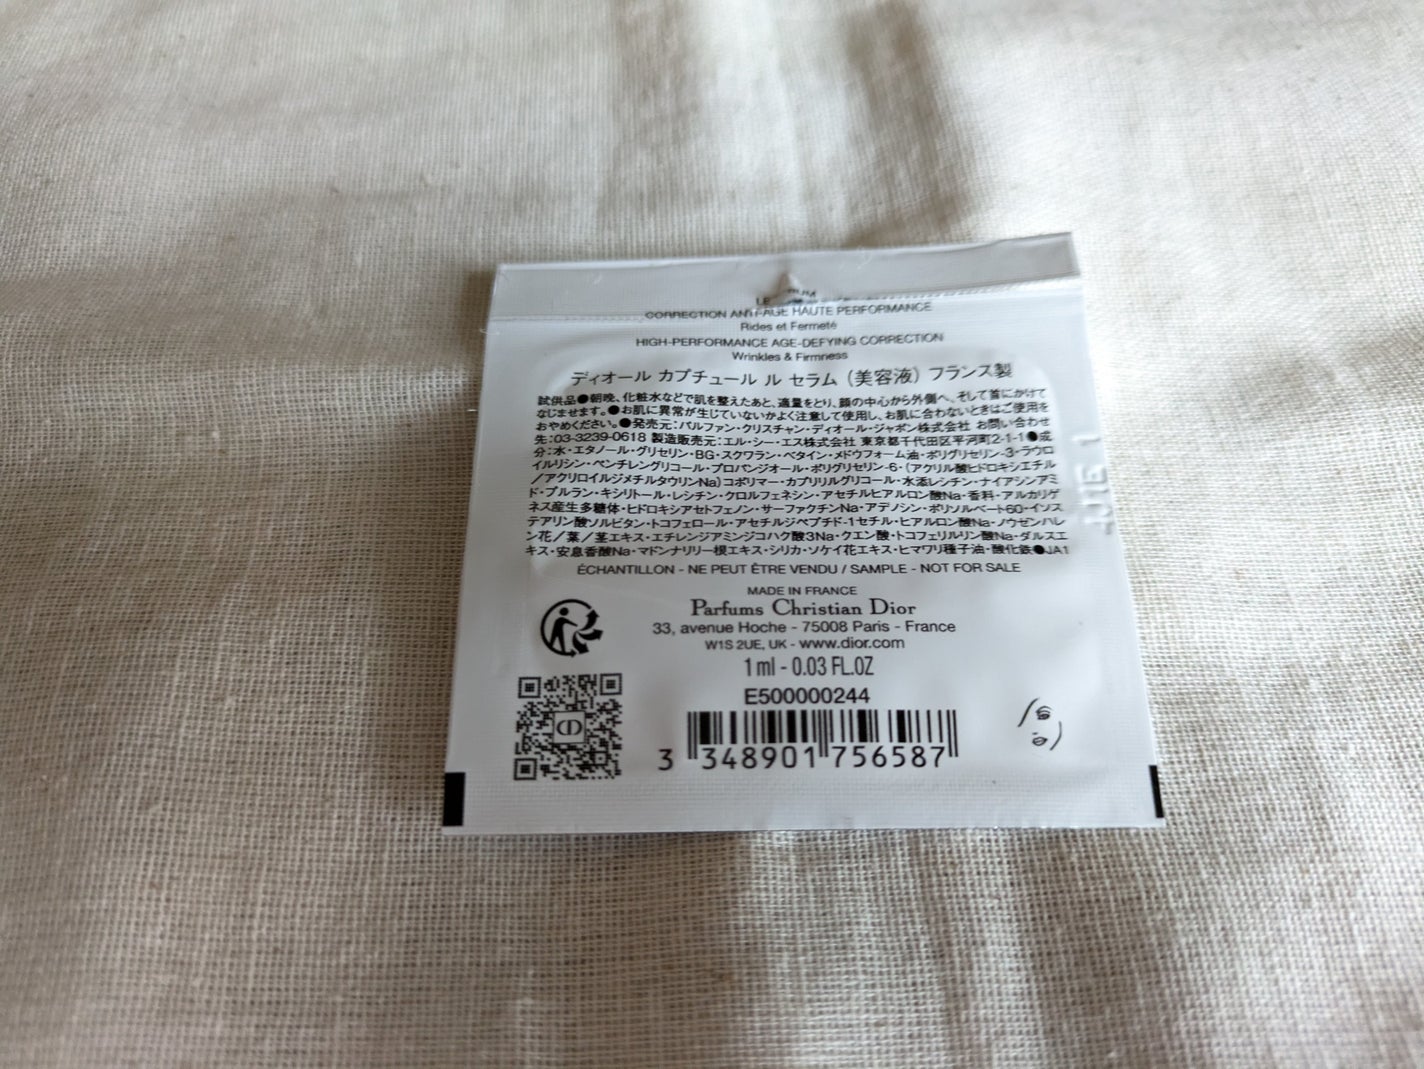 CORRECTION ANTI-AGE HAUTE PERFORMANCE
Rides et Fermeté
HIGH-PERFORMANCE AGE-DEFYING CORRECTION
Wrinkles & Firmness
ディオール カプチュール ル セラム（美容液）フランス製
試供品●朝晩、化粧水などで肌を整えたあと、適量をとり、顔の中心から外側へ、そして首にかけて
なじませます。●お肌に異常が生じていないかよく注意して使用し、お肌に合わないときはご使用を
おやめください。●発売元：パルファン・クリスチャン・ディオール・ジャポン株式会社 お問い合わせ
先：03-3239-0618 製造販売元：エル・シー・エス株式会社 東京都千代田区平河町2-1-1●成
分：水・エタノール・グリセリン・BG・スクワラン・ベタイン・メドウフォーム油・ポリグリセリン-3・ラウロ
イルリシン・ペンチレングリコール・プロパンジオール・ポリグリセリン-6・（アクリル酸ヒドロキシエチル
／アクリロイルジメチルタウリンNa）コポリマー・カプリリルグリコール・水添レシチン・ナイアシンアミ
ド・プルラン・キシリトール・レシチン・クロルフェネシン・アセチルヒアルロン酸Na・香料・アルカリゲ
ネス産生多糖体・ヒドロキシアセトフェノン・サーファクチンNa・アデノシン・ポリソルベート60・イソス
テアリン酸ソルビタン・トコフェロール・アセチルジペプチド-1セチル・ヒアルロン酸Na・ノウゼンハレ
ン花／葉／茎エキス・エチレンジアミンジコハク酸3Na・クエン酸・トコフェリルリン酸Na・ダルスエ
キス・安息香酸Na・マドンナリリー根エキス・シリカ・ソケイ花エキス・ヒマワリ種子油・酸化鉄●JA1
ÉCHANTILLON - NE PEUT ÊTRE VENDU / SAMPLE - NOT FOR SALE
MADE IN FRANCE
Parfums Christian Dior
33, avenue Hoche - 75008 Paris - France
W1S 2UE, UK - www.dior.com
1 ml - 0.03 FL.OZ
E500000244
3 348901 756587